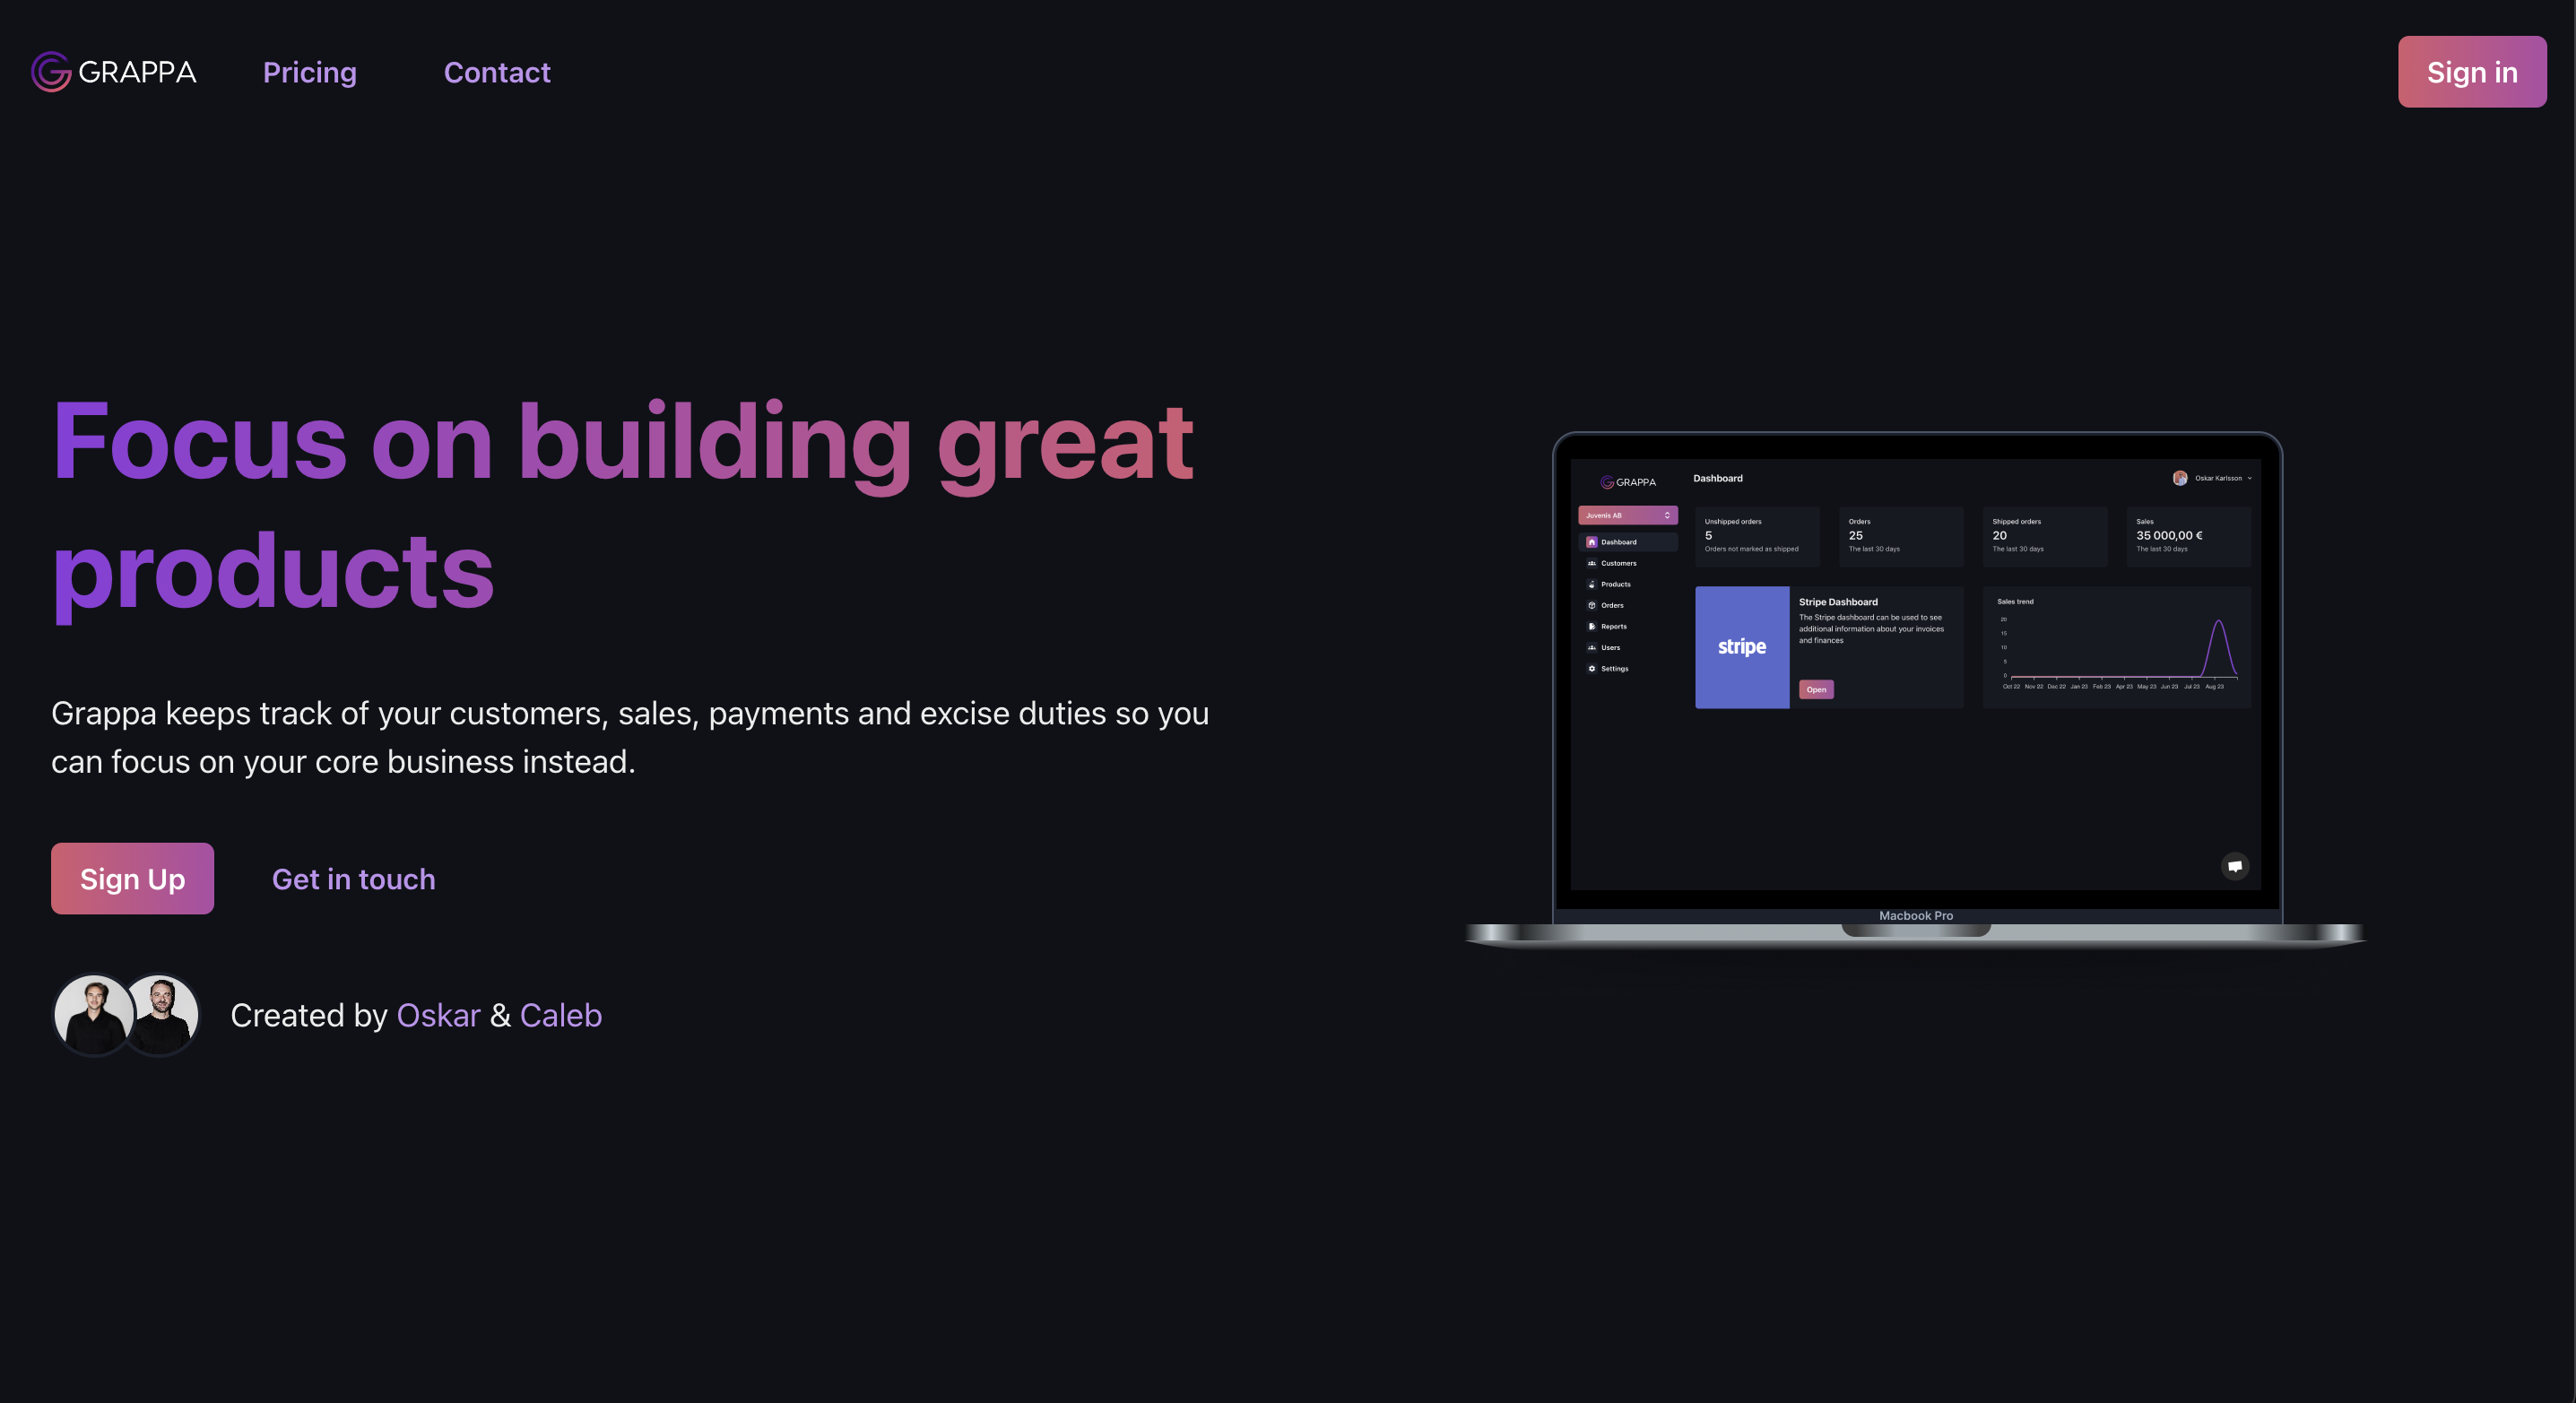 GRAPPA
Pricing
Contact
Sign in
Focus on building great
products
Grappa keeps track of your customers, sales, payments and excise duties so you
can focus on your core business instead.
Sign Up
Get in touch
Created by Oskar & Caleb
GRAPPA
Juvenis AB
Dashboard
Customers
Products
Orders
Reports
Users
Settings
Dashboard
Oskar Karlsson
Unshipped orders
5
Orders not marked as shipped
Orders
25
The last 30 days
Shipped orders
20
The last 30 days
Sales
35 000,00 €
The last 30 days
stripe
Stripe Dashboard
The Stripe dashboard can be used to see
additional information about your invoices
and finances
Open
Sales trend
20
15
10
5
0
Oct 22 Nov 22 Dec 22 Jan 23 Feb 23 Apr 23 May 23 Jun 23 Jul 23 Aug 23
Macbook Pro